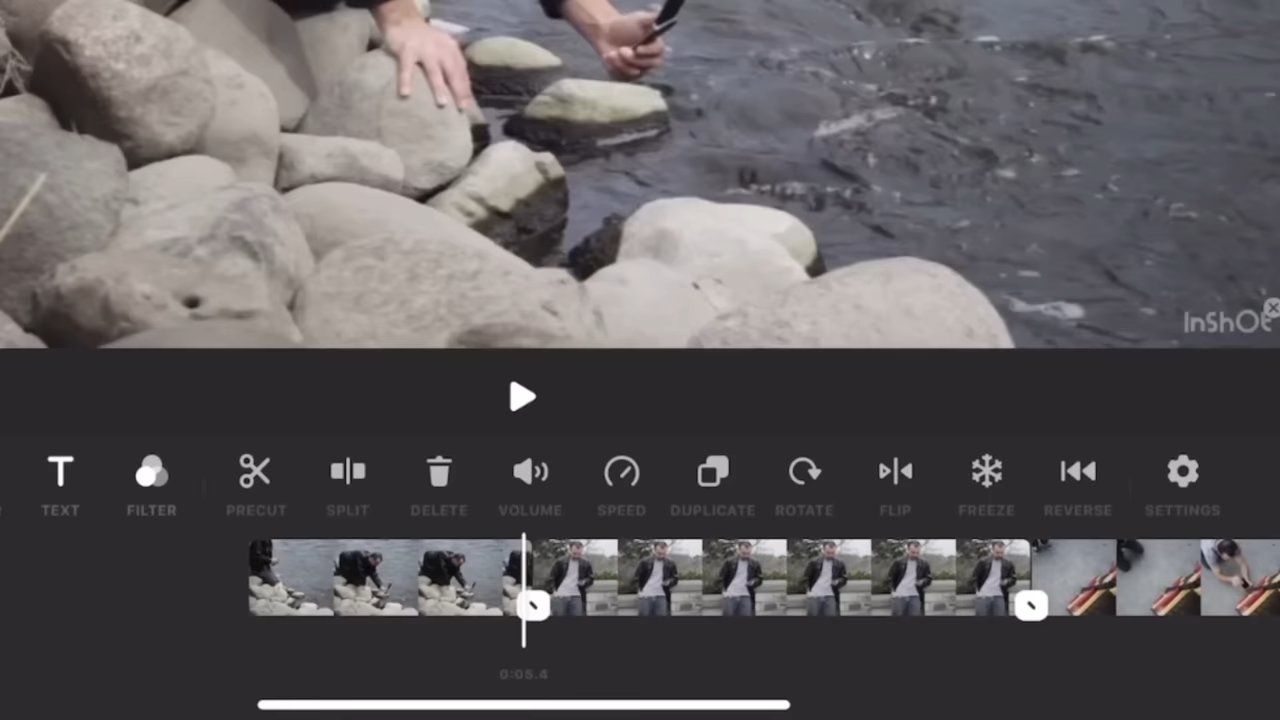 InShOt
TEXT
FILTER
PRECUT
SPLIT
DELETE
VOLUME
SPEED
DUPLICATE
ROTATE
FLIP
FREEZE
REVERSE
SETTINGS
0:05.4